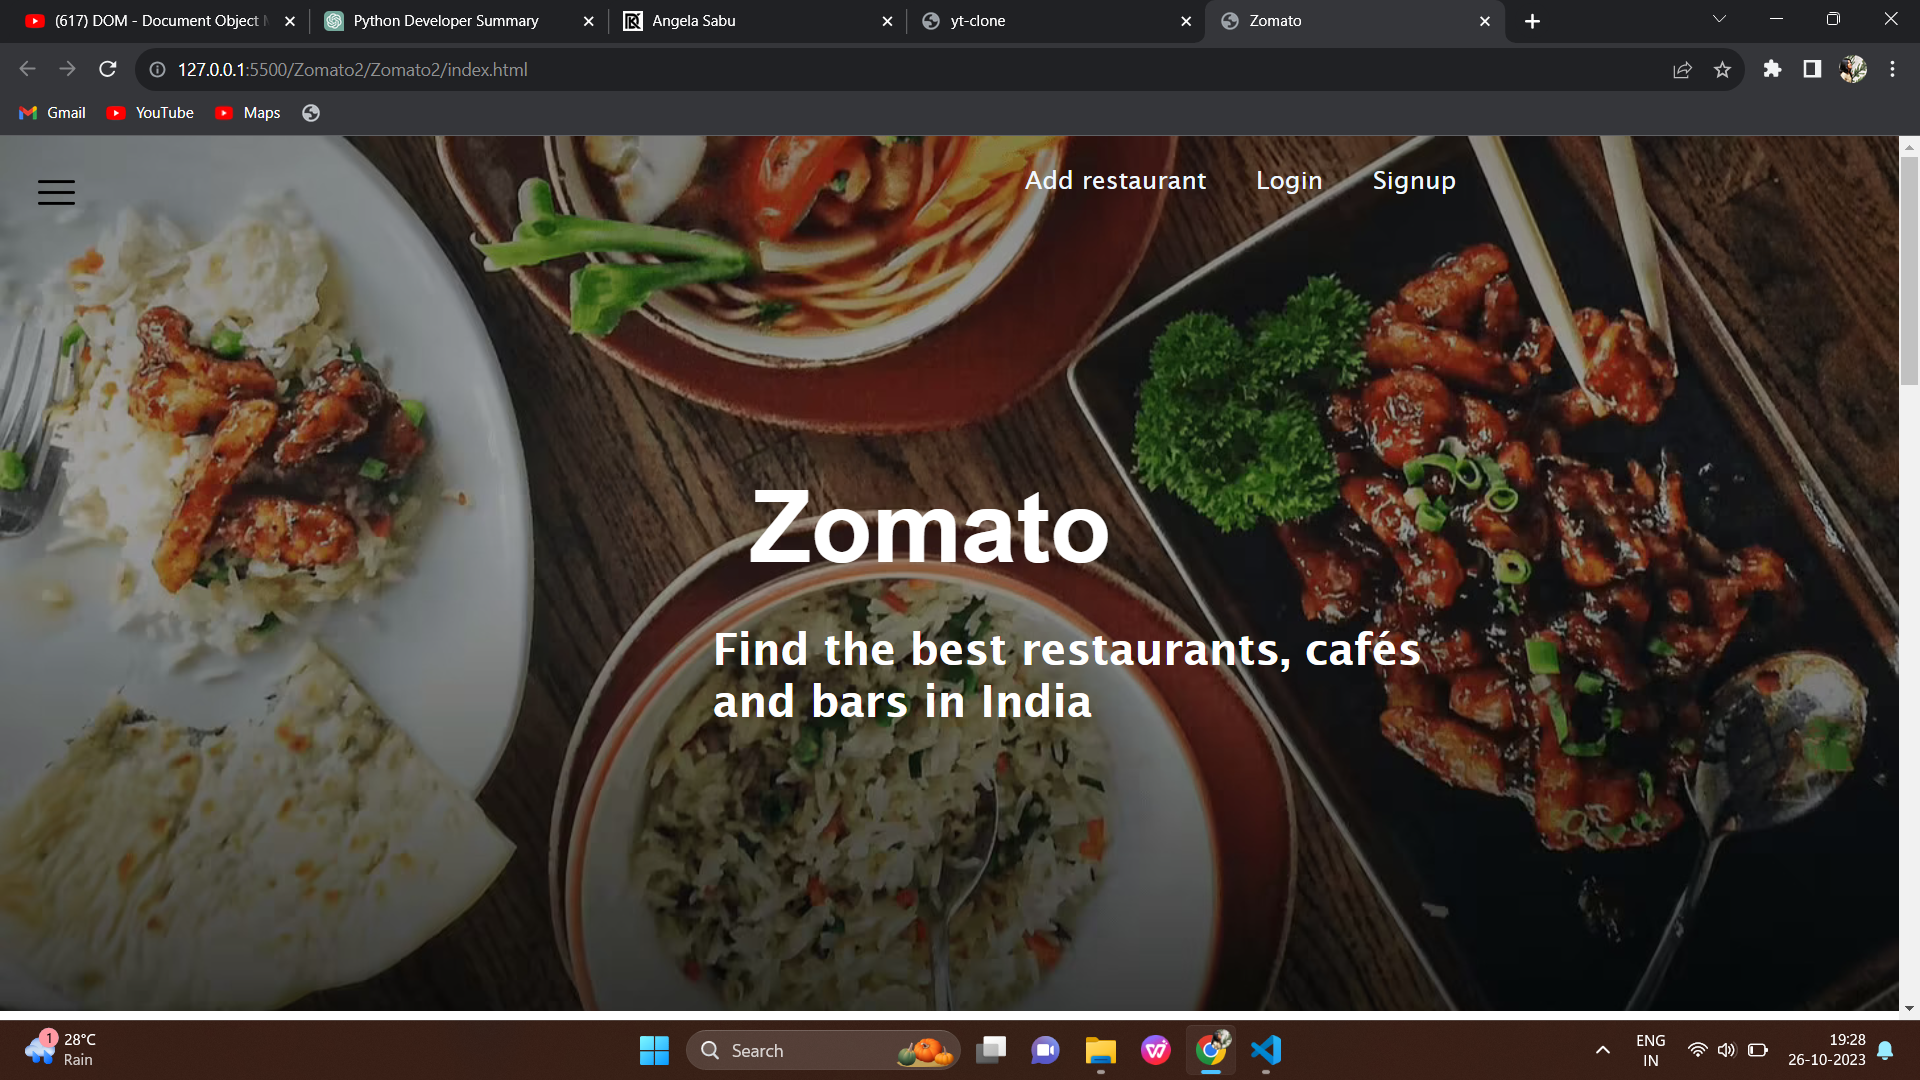 (617) DOM - Document Object M
Python Developer Summary
Angela Sabu
yt-clone
Zomato
127.0.0.1:5500/Zomato2/Zomato2/index.html
Gmail
YouTube
Maps
Add restaurant
Login
Signup
Zomato
Find the best restaurants, cafés
and bars in India
1
28°C
Rain
Search
ENG
IN
19:28
26-10-2023